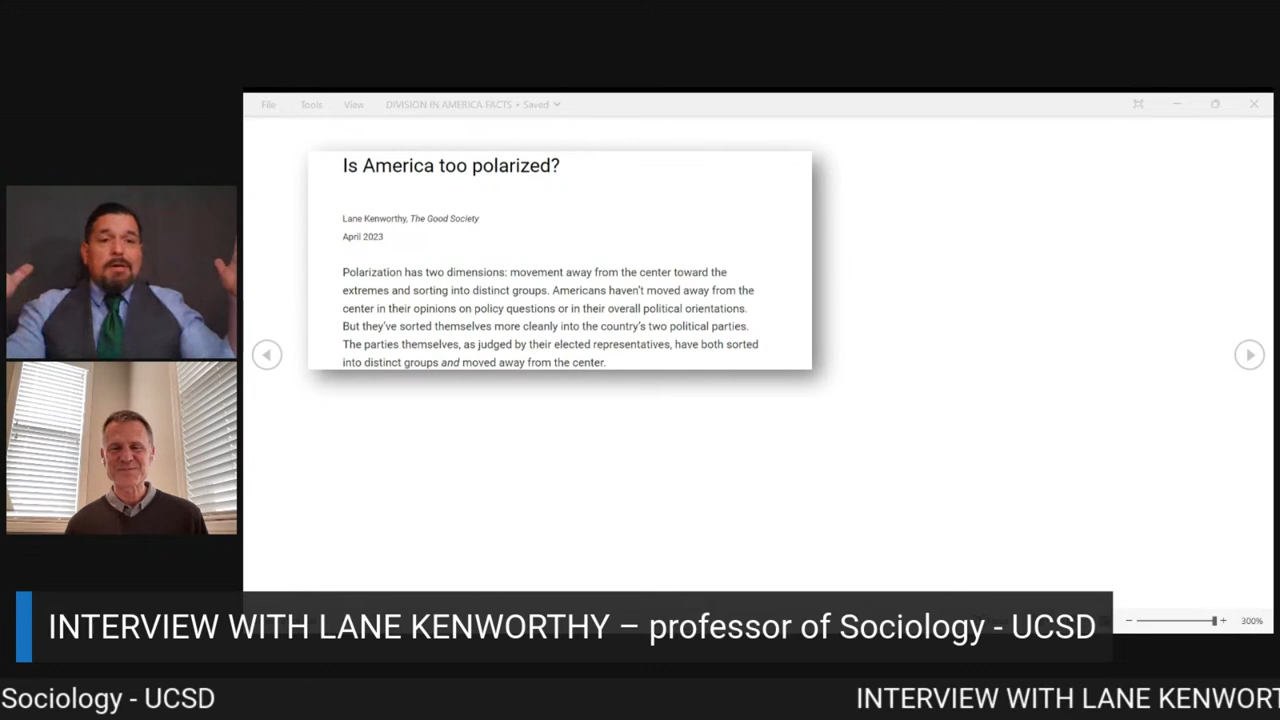 File Tools View DIVISION IN AMERICA FACTS • Saved
Is America too polarized?
Lane Kenworthy, The Good Society
April 2023
Polarization has two dimensions: movement away from the center toward the
extremes and sorting into distinct groups. Americans haven't moved away from the
center in their opinions on policy questions or in their overall political orientations.
But they've sorted themselves more cleanly into the country's two political parties.
The parties themselves, as judged by their elected representatives, have both sorted
into distinct groups and moved away from the center.
INTERVIEW WITH LANE KENWORTHY – professor of Sociology - UCSD
300%
Sociology - UCSD
INTERVIEW WITH LANE KENWORT